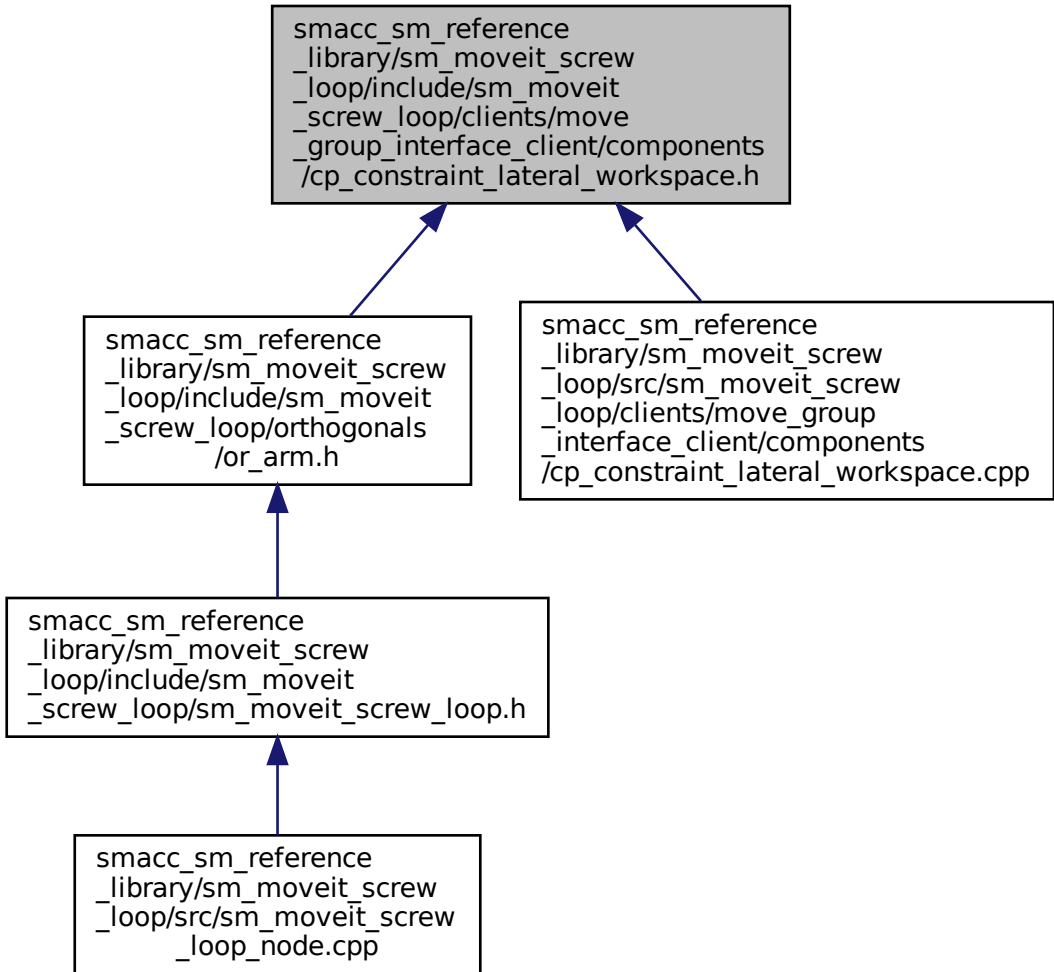 smacc_sm_reference
_library/sm_moveit_screw
_loop/include/sm_moveit
_screw_loop/clients/move
_group_interface_client/components
/cp_constraint_lateral_workspace.h
smacc_sm_reference
_library/sm_moveit_screw
_loop/include/sm_moveit
_screw_loop/orthogonals
/or_arm.h
smacc_sm_reference
_library/sm_moveit_screw
_loop/src/sm_moveit_screw
_loop/clients/move_group
_interface_client/components
/cp_constraint_lateral_workspace.cpp
smacc_sm_reference
_library/sm_moveit_screw
_loop/include/sm_moveit
_screw_loop/sm_moveit_screw_loop.h
smacc_sm_reference
_library/sm_moveit_screw
_loop/src/sm_moveit_screw
_loop_node.cpp